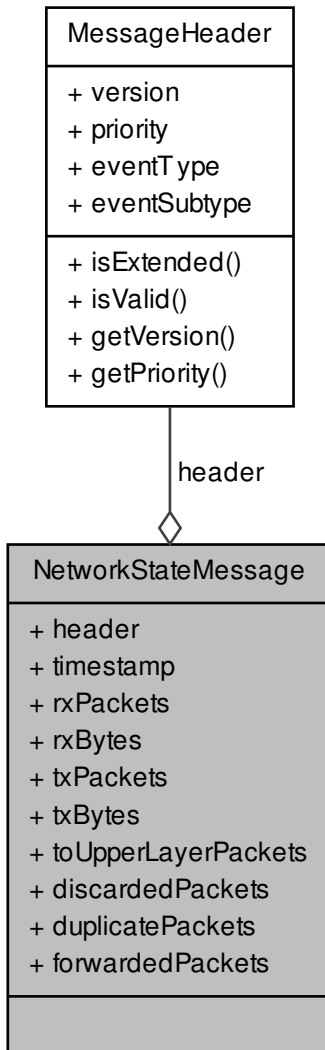 MessageHeader
+ version
+ priority
+ eventType
+ eventSubtype
+ isExtended()
+ isValid()
+ getVersion()
+ getPriority()
header
NetworkStateMessage
+ header
+ timestamp
+ rxPackets
+ rxBytes
+ txPackets
+ txBytes
+ toUpperLayerPackets
+ discardedPackets
+ duplicatePackets
+ forwardedPackets